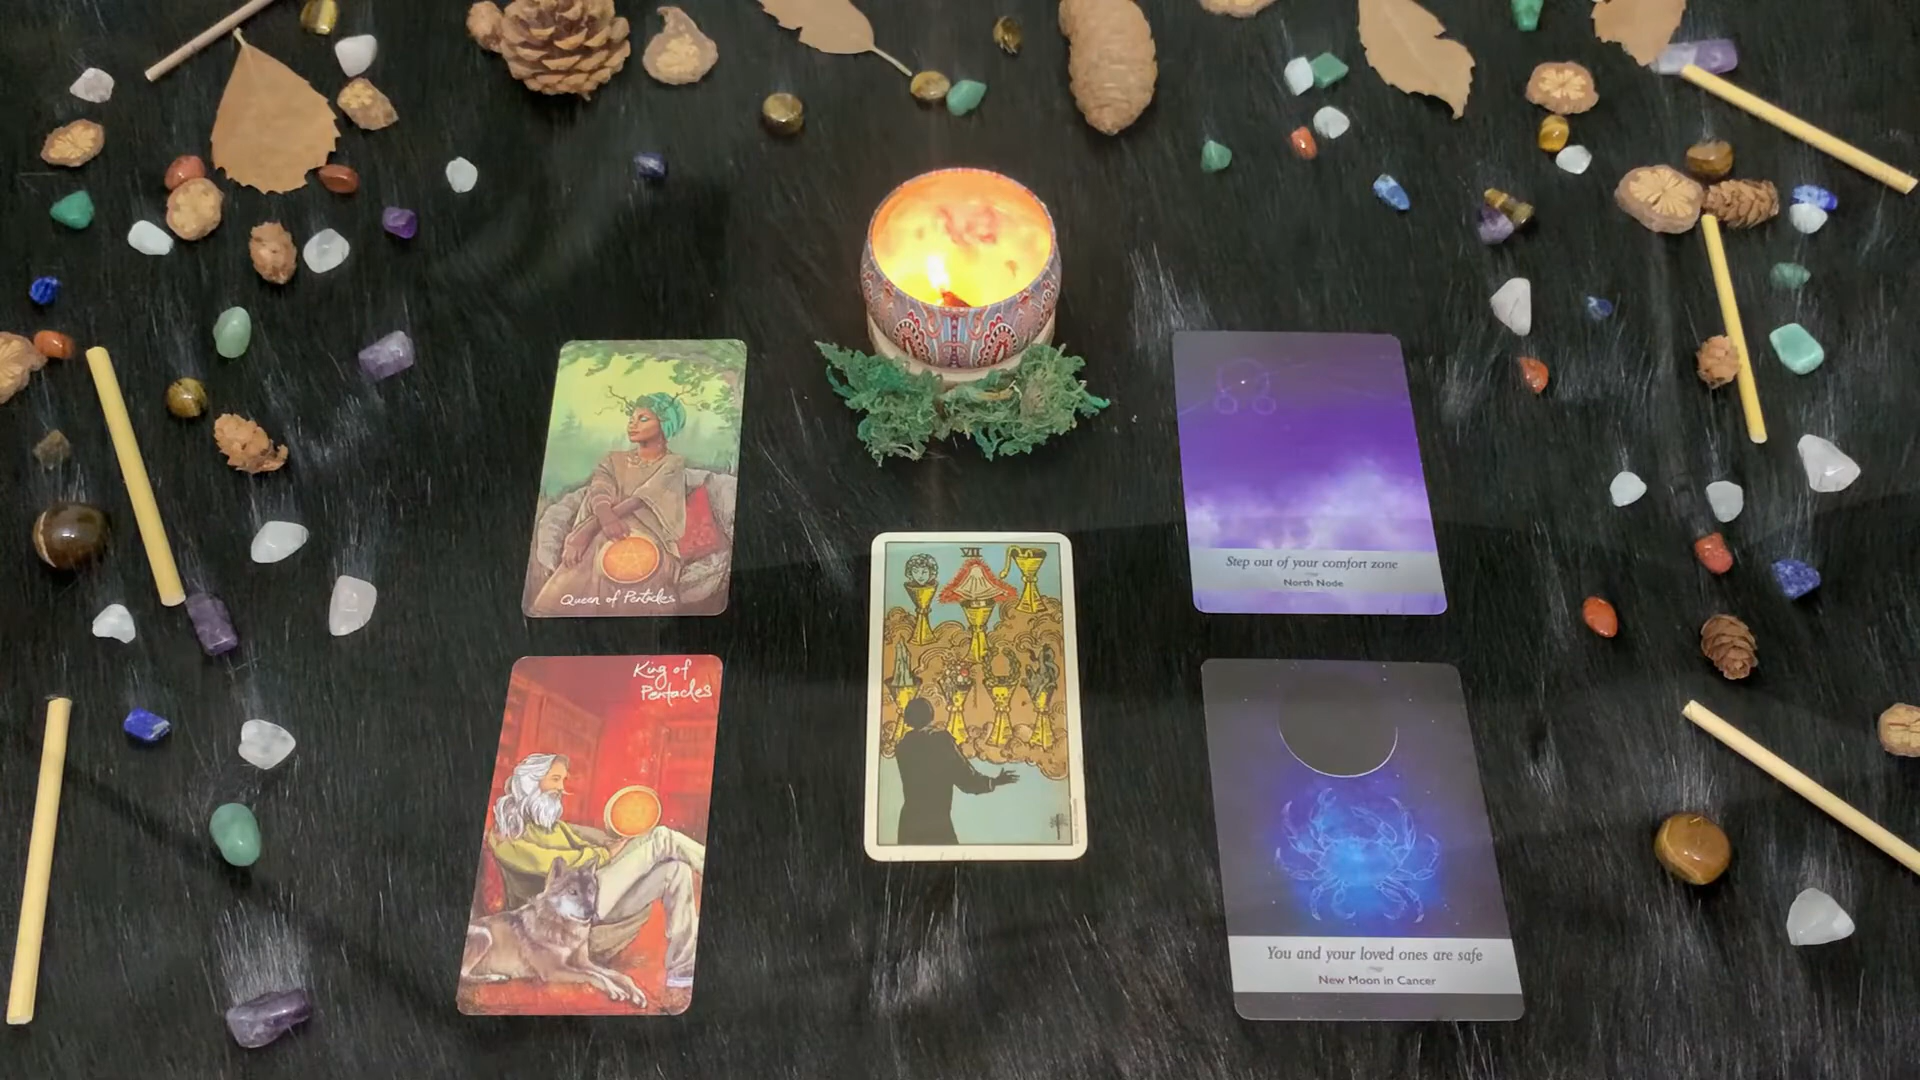 Queen of Pentacles
King of
Pentacles
VII
Step out of your comfort zone
North Node
You and your loved ones are safe
New Moon in Cancer